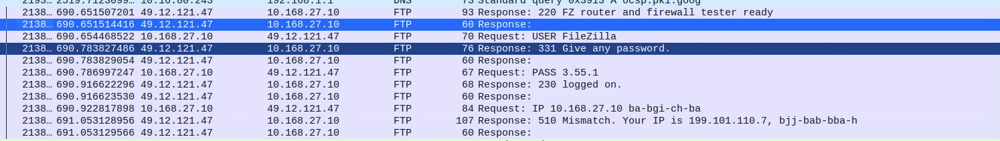 2193… 2519.7123099… 10.16.80.243 192.168.1.1 DNS 73 Standard query 0x3913 A ocsp.pki.goog
2138… 690.651507201 49.12.121.47 10.168.27.10 FTP 93 Response: 220 FZ router and firewall tester ready
2138… 690.651514416 49.12.121.47 10.168.27.10 FTP 60 Response:
2138… 690.654468522 10.168.27.10 49.12.121.47 FTP 70 Request: USER FileZilla
2138… 690.783827486 49.12.121.47 10.168.27.10 FTP 76 Response: 331 Give any password.
2138… 690.783829054 49.12.121.47 10.168.27.10 FTP 60 Response:
2138… 690.786997247 10.168.27.10 49.12.121.47 FTP 67 Request: PASS 3.55.1
2138… 690.916622296 49.12.121.47 10.168.27.10 FTP 68 Response: 230 logged on.
2138… 690.916623530 49.12.121.47 10.168.27.10 FTP 60 Response:
2138… 690.922817898 10.168.27.10 49.12.121.47 FTP 84 Request: IP 10.168.27.10 ba-bgi-ch-ba
2138… 691.053128956 49.12.121.47 10.168.27.10 FTP 107 Response: 510 Mismatch. Your IP is 199.101.110.7, bjj-bab-bba-h
2138… 691.053129566 49.12.121.47 10.168.27.10 FTP 60 Response: